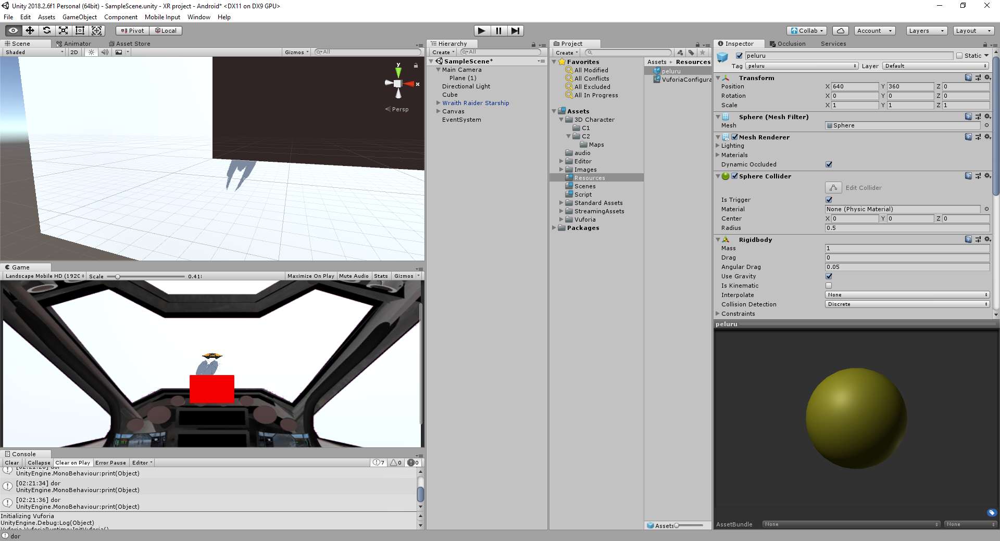 Unity 2018.2.6f1 Personal (64bit) - SampleScene.unity - XR project - Android* <DX11 on DX9 GPU>
File Edit Assets GameObject Component Mobile Input Window Help
Pivot Local Collab Account Layers Layout
Scene Animator Asset Store
Shaded 2D Gizmos All
y
x
Persp
Game
Landscape Mobile HD (192 Scale 0.41 Maximize On Play Mute Audio Stats Gizmos
Console
Clear Collapse Clear on Play Error Pause Editor 7 0 0
[02:21:26] dor
UnityEngine.MonoBehaviour:print(Object)
[02:21:34] dor
UnityEngine.MonoBehaviour:print(Object)
[02:21:36] dor
UnityEngine.MonoBehaviour:print(Object)
Initializing Vuforia
UnityEngine.Debug:Log(Object)
Vuforia.VuforiaRuntime:InitVuforia()
dor
Hierarchy
Create All
SampleScene*
Main Camera
Plane (1)
Directional Light
Cube
Wraith Raider Starship
Canvas
EventSystem
Project
Create
Favorites
All Modified
All Conflicts
All Excluded
All In Progress
Assets
3D Character
C1
C2
Maps
audio
Editor
Images
Resources
Scenes
Script
Standard Assets
StreamingAssets
Vuforia
Packages
Assets Resources
peluru
VuforiaConfigura
Assets
Inspector Occlusion Services
peluru Static
Tag peluru Layer Default
Transform
Position X 640 Y 360 Z 0
Rotation X 0 Y 0 Z 0
Scale X 1 Y 1 Z 1
Sphere (Mesh Filter)
Mesh Sphere
Mesh Renderer
Lighting
Materials
Dynamic Occluded
Sphere Collider
Edit Collider
Is Trigger
Material None (Physic Material)
Center X 0 Y 0 Z 0
Radius 0.5
Rigidbody
Mass 1
Drag 0
Angular Drag 0.05
Use Gravity
Is Kinematic
Interpolate None
Collision Detection Discrete
Constraints
peluru
AssetBundle None None